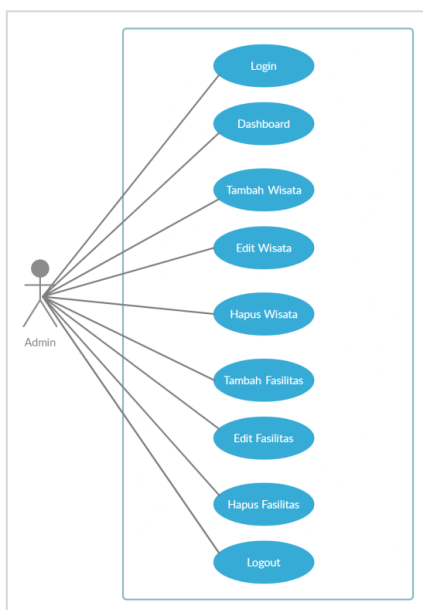 Login
Dashboard
Tambah Wisata
Edit Wisata
Hapus Wisata
Admin
Tambah Fasilitas
Edit Fasilitas
Hapus Fasilitas
Logout